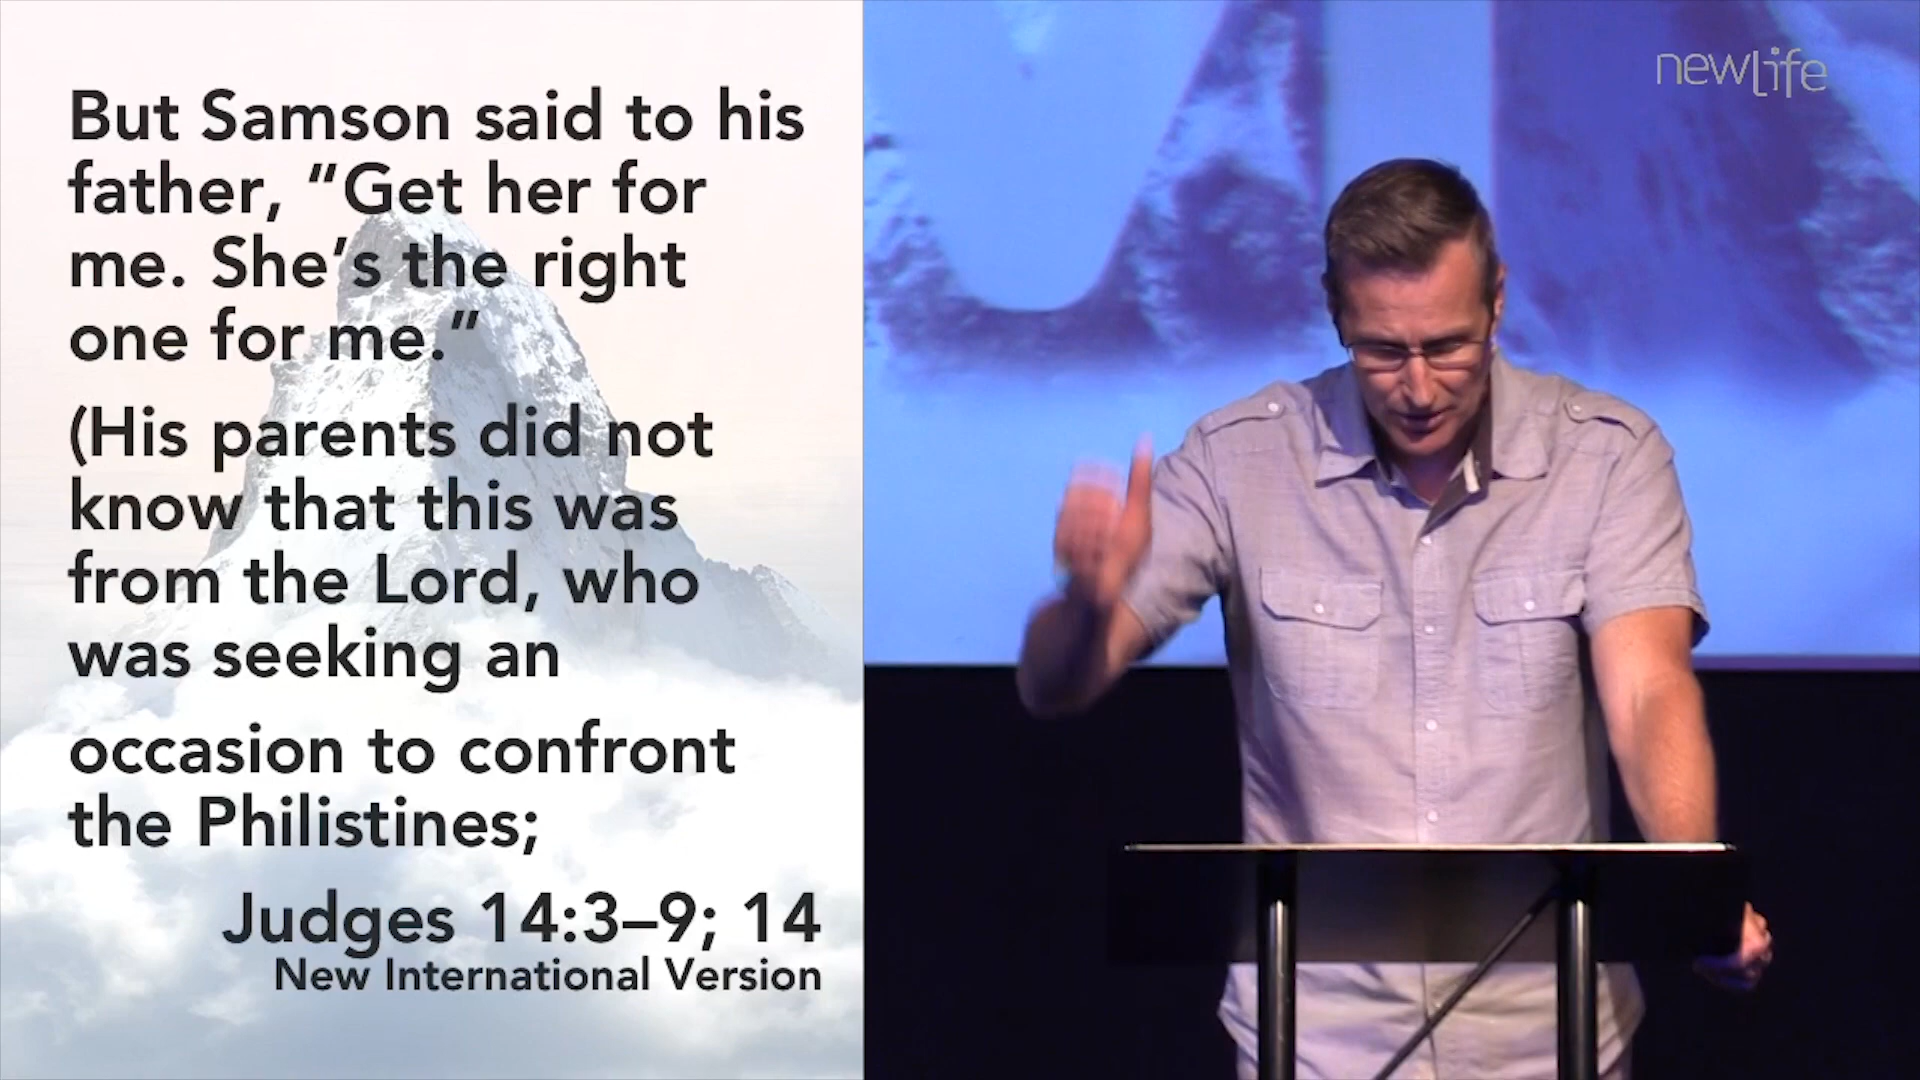 But Samson said to his
father, "Get her for
me. She's the right
one for me."
(His parents did not
know that this was
from the Lord, who
was seeking an
occasion to confront
the Philistines;
Judges 14:3–9; 14
New International Version
newlife